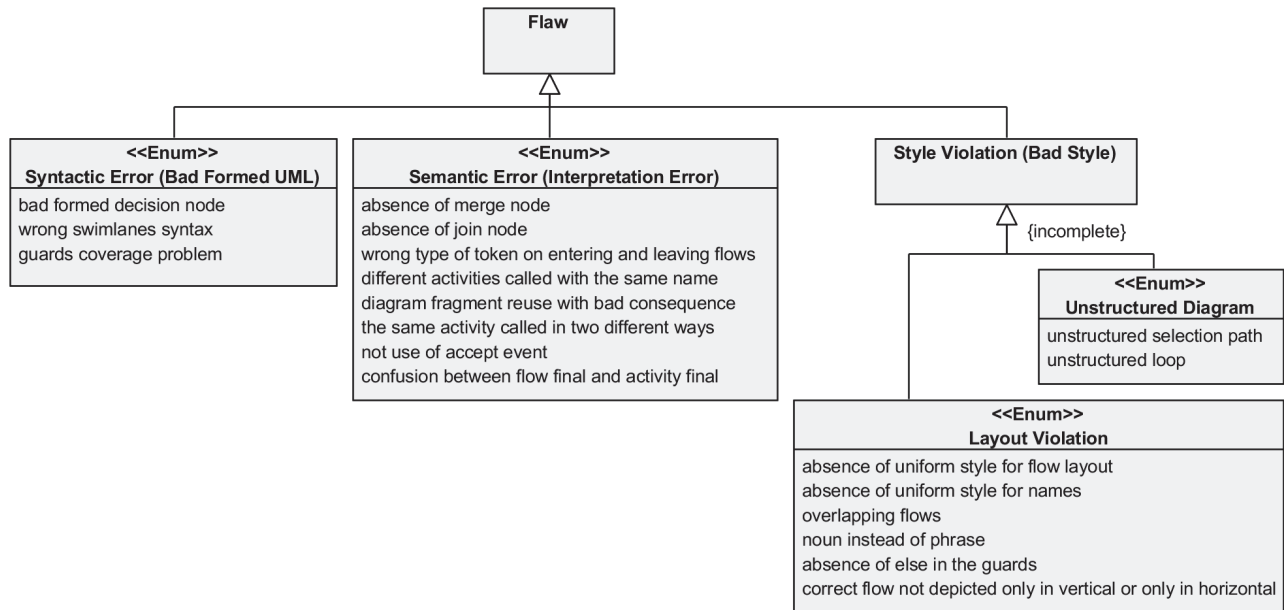 Flaw
<<Enum>>
Syntactic Error (Bad Formed UML)
bad formed decision node
wrong swimlanes syntax
guards coverage problem
<<Enum>>
Semantic Error (Interpretation Error)
absence of merge node
absence of join node
wrong type of token on entering and leaving flows
different activities called with the same name
diagram fragment reuse with bad consequence
the same activity called in two different ways
not use of accept event
confusion between flow final and activity final
Style Violation (Bad Style)
{incomplete}
<<Enum>>
Unstructured Diagram
unstructured selection path
unstructured loop
<<Enum>>
Layout Violation
absence of uniform style for flow layout
absence of uniform style for names
overlapping flows
noun instead of phrase
absence of else in the guards
correct flow not depicted only in vertical or only in horizontal